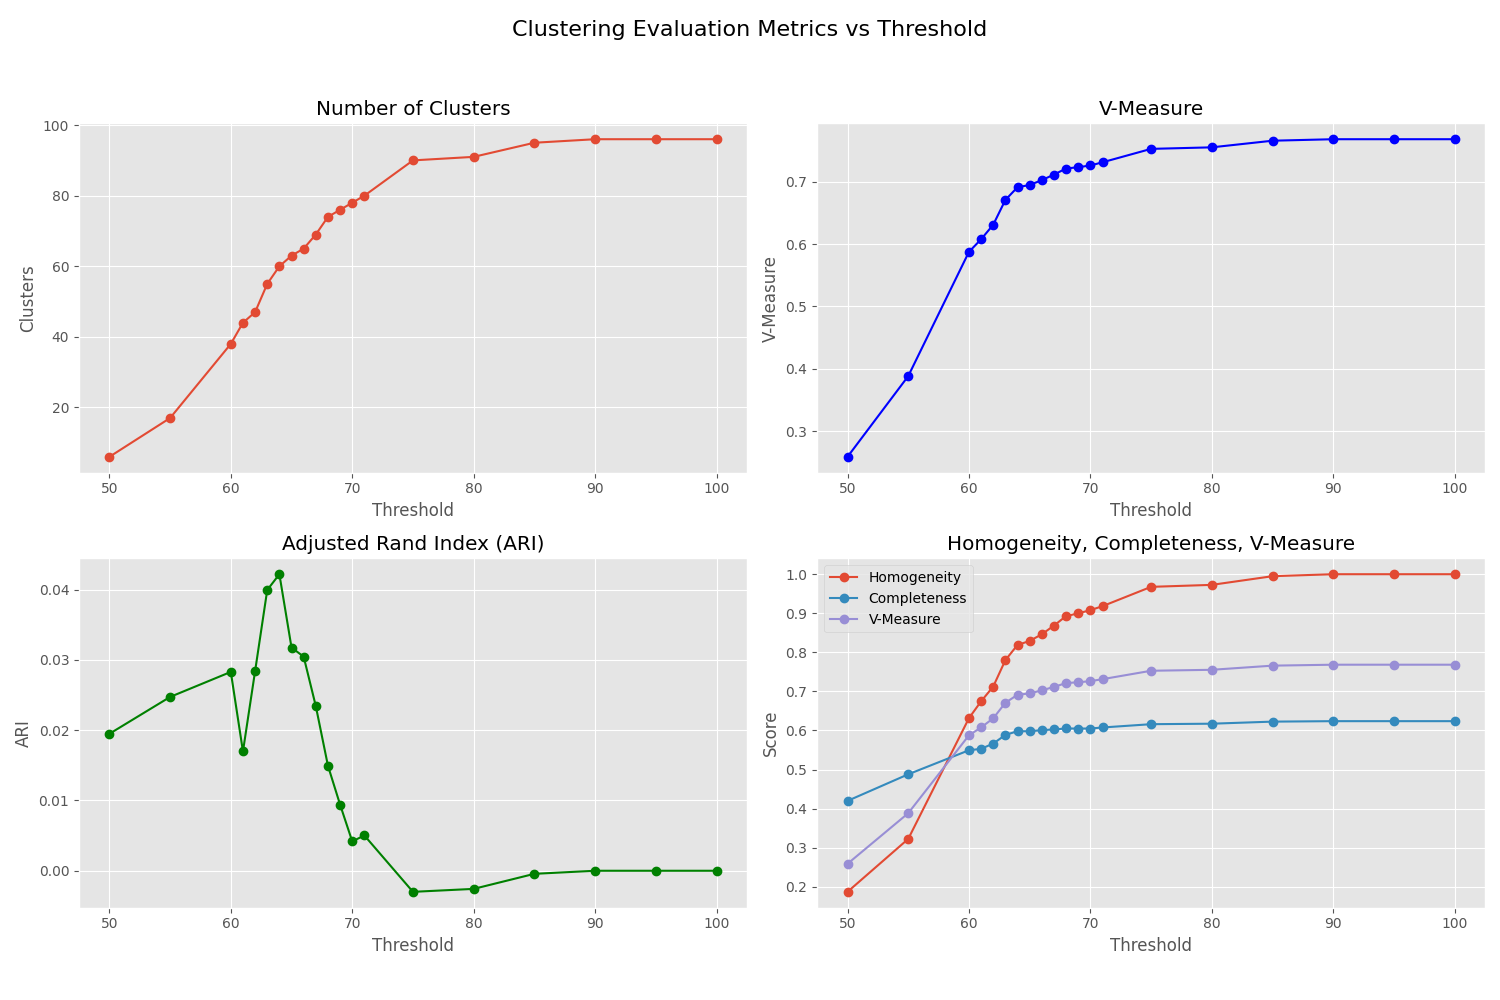 Clustering Evaluation Metrics vs Threshold
Number of Clusters
Clusters
100
80
60
40
20
50 60 70 80 90 100
Threshold
V-Measure
V-Measure
0.7
0.6
0.5
0.4
0.3
50 60 70 80 90 100
Threshold
Adjusted Rand Index (ARI)
ARI
0.04
0.03
0.02
0.01
0.00
50 60 70 80 90 100
Threshold
Homogeneity, Completeness, V-Measure
Score
1.0
0.9
0.8
0.7
0.6
0.5
0.4
0.3
0.2
Homogeneity
Completeness
V-Measure
50 60 70 80 90 100
Threshold